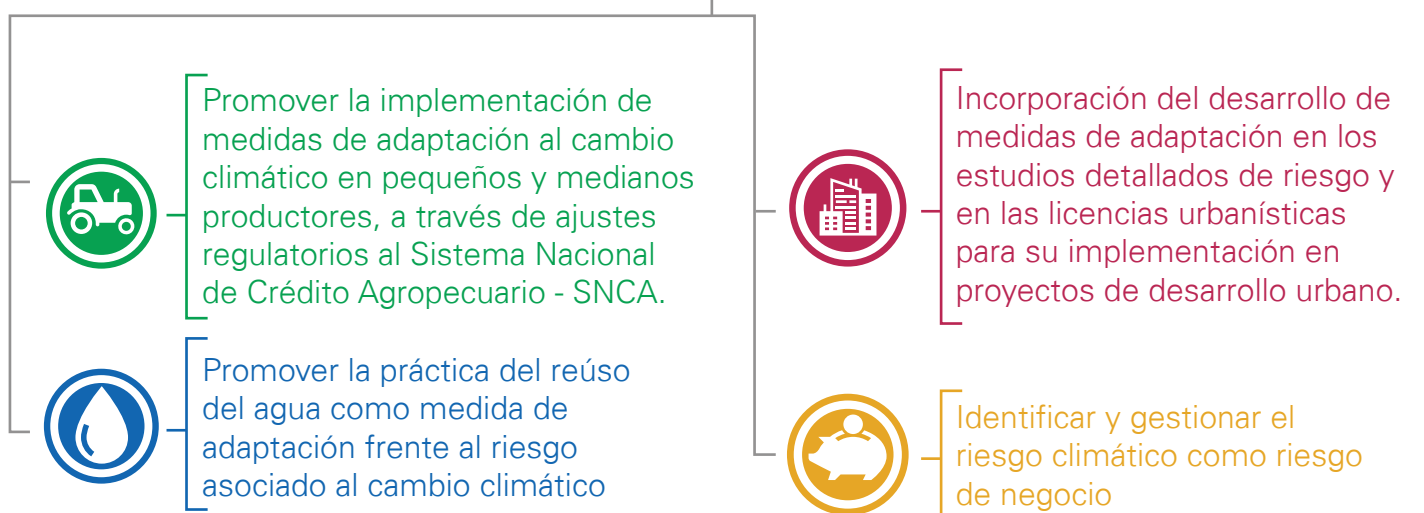 Promover la implementación de
medidas de adaptación al cambio
climático en pequeños y medianos
productores, a través de ajustes
regulatorios al Sistema Nacional
de Crédito Agropecuario - SNCA.
Promover la práctica del reúso
del agua como medida de
adaptación frente al riesgo
asociado al cambio climático
Incorporación del desarrollo de
medidas de adaptación en los
estudios detallados de riesgo y
en las licencias urbanísticas
para su implementación en
proyectos de desarrollo urbano.
Identificar y gestionar el
riesgo climático como riesgo
de negocio